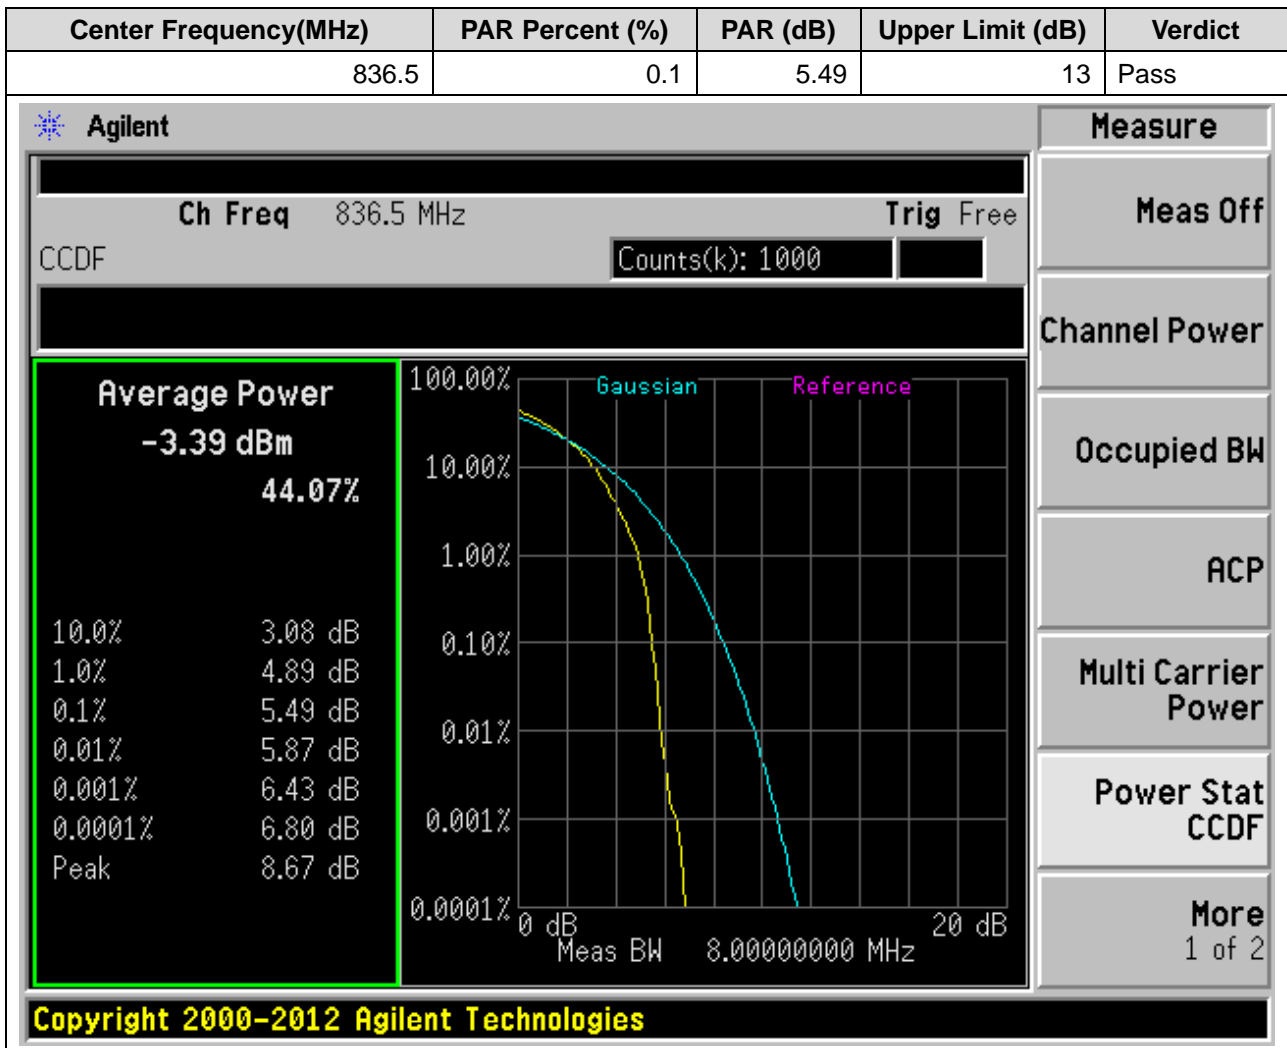 Center Frequency(MHz) PAR Percent (%) PAR (dB) Upper Limit (dB) Verdict
836.5 0.1 5.49 13 Pass
Agilent
Measure
Ch Freq 836.5 MHz Trig Free
CCDF Counts(k): 1000
Meas Off
Channel Power
Occupied BW
ACP
Multi Carrier
Power
Power Stat
CCDF
More
1 of 2
Average Power
-3.39 dBm
44.07%
10.0% 3.08 dB
1.0% 4.89 dB
0.1% 5.49 dB
0.01% 5.87 dB
0.001% 6.43 dB
0.0001% 6.80 dB
Peak 8.67 dB
Gaussian Reference
100.00%
10.00%
1.00%
0.10%
0.01%
0.001%
0.0001%
0 dB 20 dB
Meas BW 8.00000000 MHz
Copyright 2000-2012 Agilent Technologies